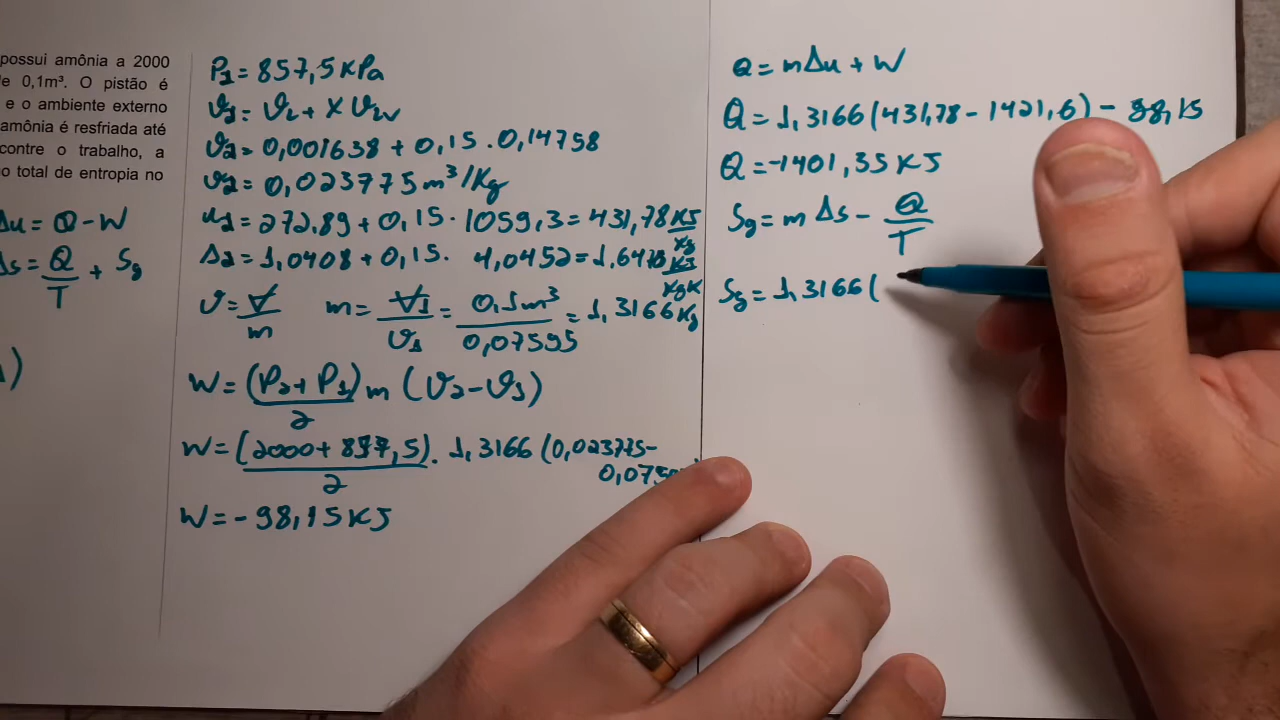 possui amônia a 2000
e 0,1m³. O pistão é
e o ambiente externo
amônia é resfriada até
contre o trabalho, a
o total de entropia no
Δu = Q - W
Δs = Q/T + Sg
)
P2 = 857,5 KPa
v2 = vL + X vLv
v2 = 0,001638 + 0,15 . 0,14758
v2 = 0,023775 m³/Kg
u2 = 272,89 + 0,15 . 1059,3 = 431,78 KJ/Kg
Δ2 = 1,0408 + 0,15. 4,0452 = 1,6476 KJ/KgK
v = V/m m = V1/v1 = 0,1m³/0,07595 = 1,3166 Kg
W = (P2 + P1)/2 m (v2 - v1)
W = (2000 + 857,5)/2 . 1,3166 (0,023775-
W = -98,15 KJ
Q = mΔu + W
Q = 1,3166 (431,78 - 1421,6) - 98,15
Q = -1401,35 KJ
Sg = m Δs - Q/T
Sg = 1,3166 (